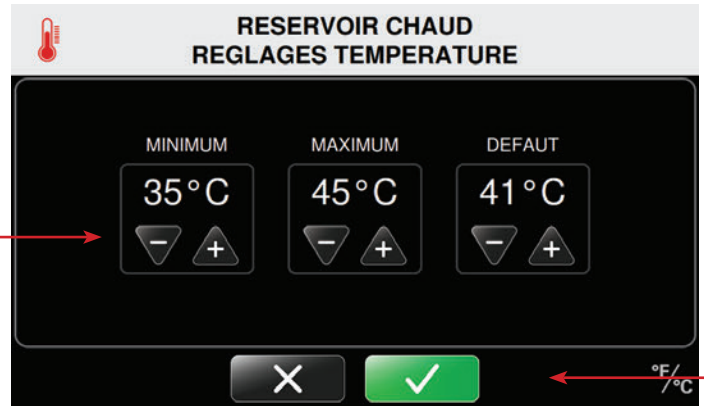 RESERVOIR CHAUD
REGLAGES TEMPERATURE
MINIMUM MAXIMUM DEFAUT
35°C 45°C 41°C
− + − + − +
°F/°C